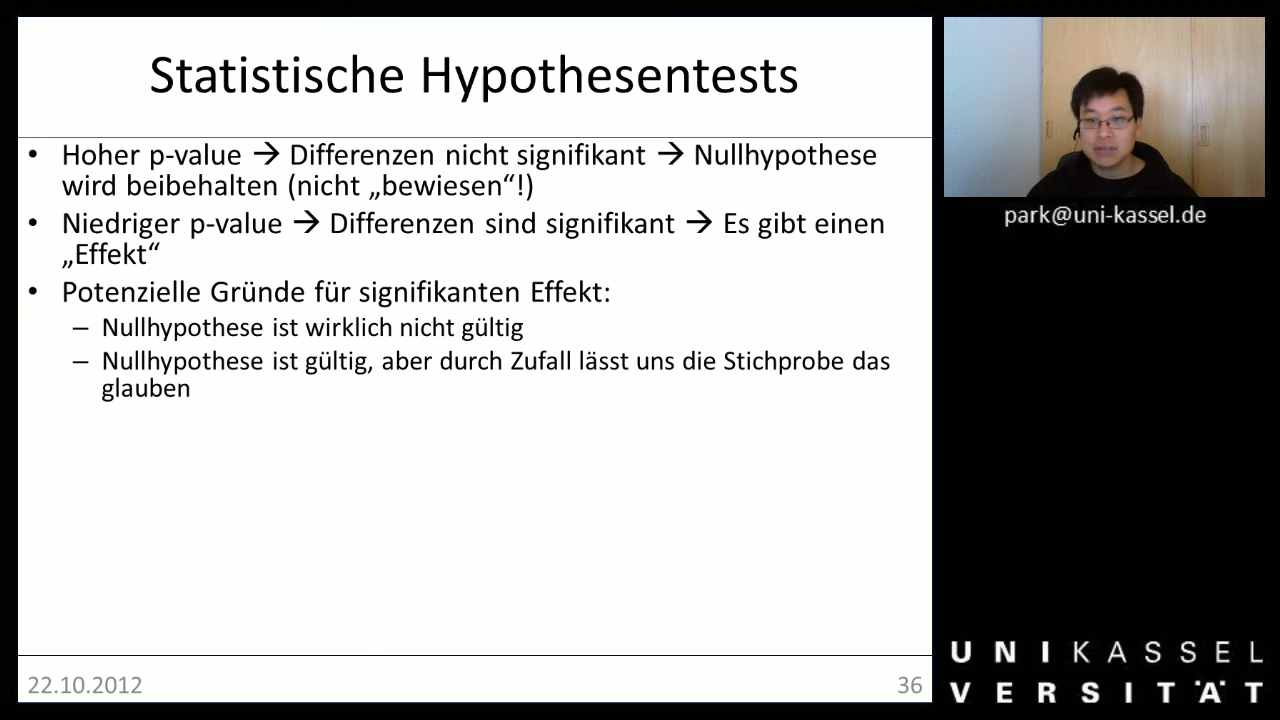 Statistische Hypothesentests
• Hoher p-value → Differenzen nicht signifikant → Nullhypothese
wird beibehalten (nicht „bewiesen“!)
• Niedriger p-value → Differenzen sind signifikant → Es gibt einen
„Effekt“
• Potenzielle Gründe für signifikanten Effekt:
– Nullhypothese ist wirklich nicht gültig
– Nullhypothese ist gültig, aber durch Zufall lässt uns die Stichprobe das
glauben
22.10.2012
36
park@uni-kassel.de
UNIKASSEL
VERSITÄT